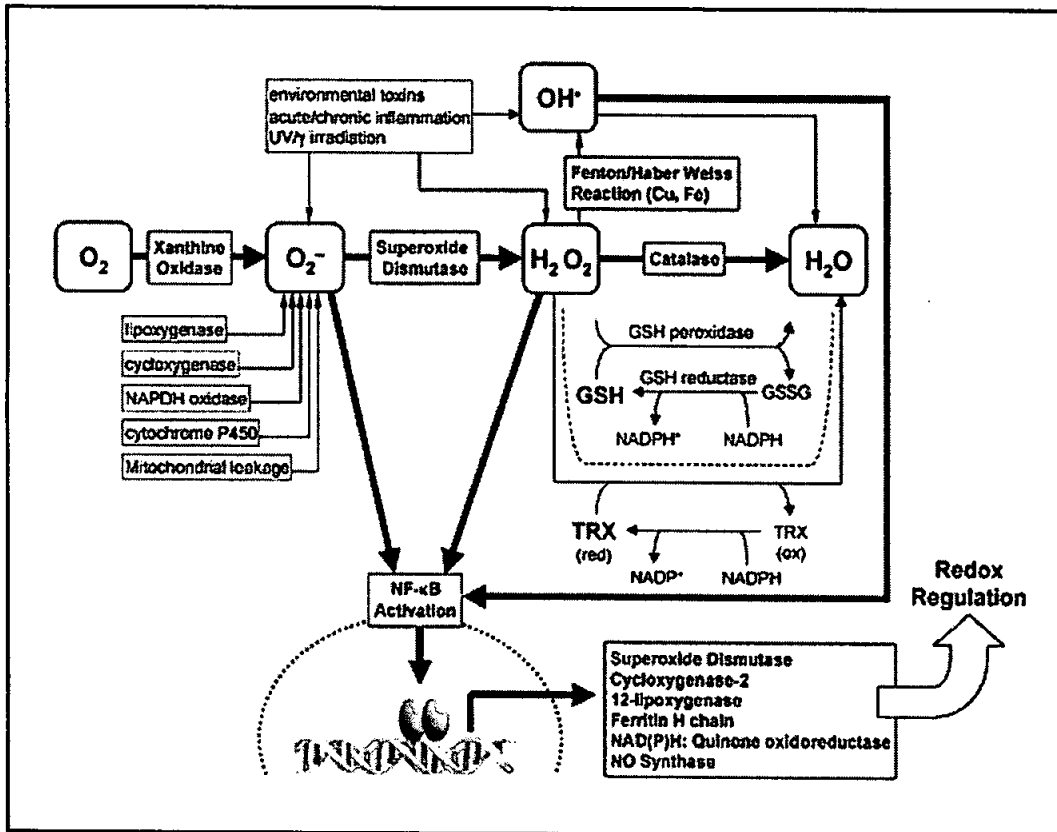 environmental toxins
acute/chronic inflammation
UV/γ irradiation
OH•
Fenton/Haber Weiss
Reaction (Cu, Fe)
O₂
Xanthine
Oxidase
O₂⁻
Superoxide
Dismutase
H₂O₂
Catalase
H₂O
lipoxygenase
cycloxygenase
NAPDH oxidase
cytochrome P450
Mitochondrial leakage
GSH peroxidase
GSH reductase
GSH
GSSG
NADPH⁺
NADPH
TRX
(red)
TRX
(ox)
NADP⁺
NADPH
NF-κB
Activation
Redox
Regulation
Superoxide Dismutase
Cycloxygenase-2
12-lipoxygenase
Ferritin H chain
NAD(P)H: Quinone oxidoreductase
NO Synthase